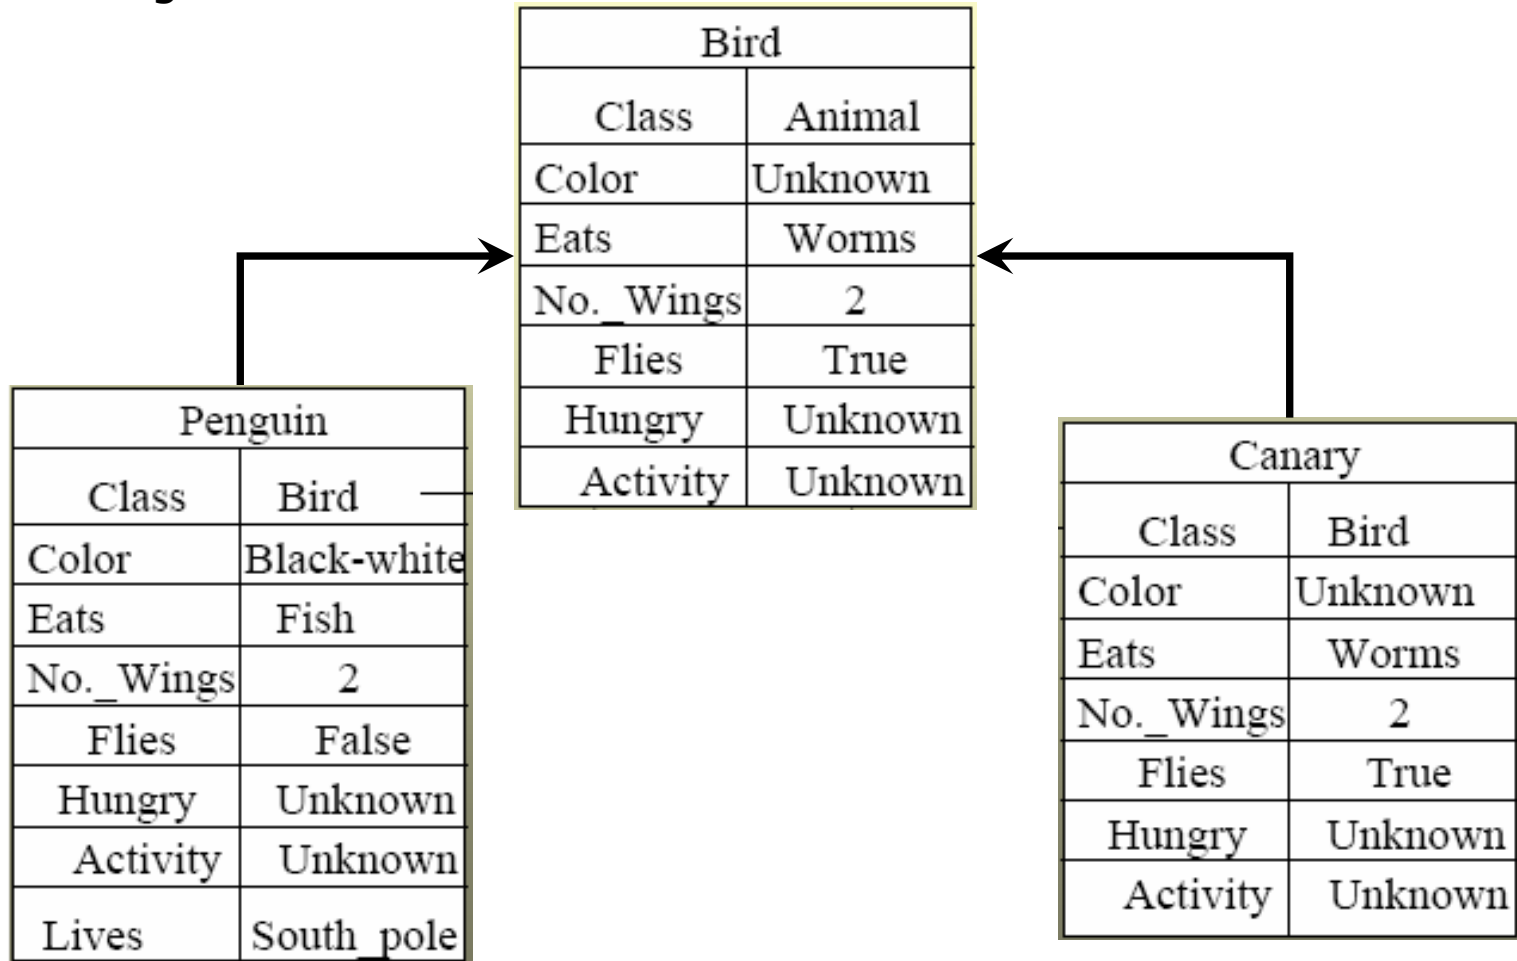 Bird
Class Animal
Color Unknown
Eats Worms
No._Wings 2
Flies True
Hungry Unknown
Activity Unknown
Penguin
Class Bird
Color Black-white
Eats Fish
No._Wings 2
Flies False
Hungry Unknown
Activity Unknown
Lives South_pole
Canary
Class Bird
Color Unknown
Eats Worms
No._Wings 2
Flies True
Hungry Unknown
Activity Unknown